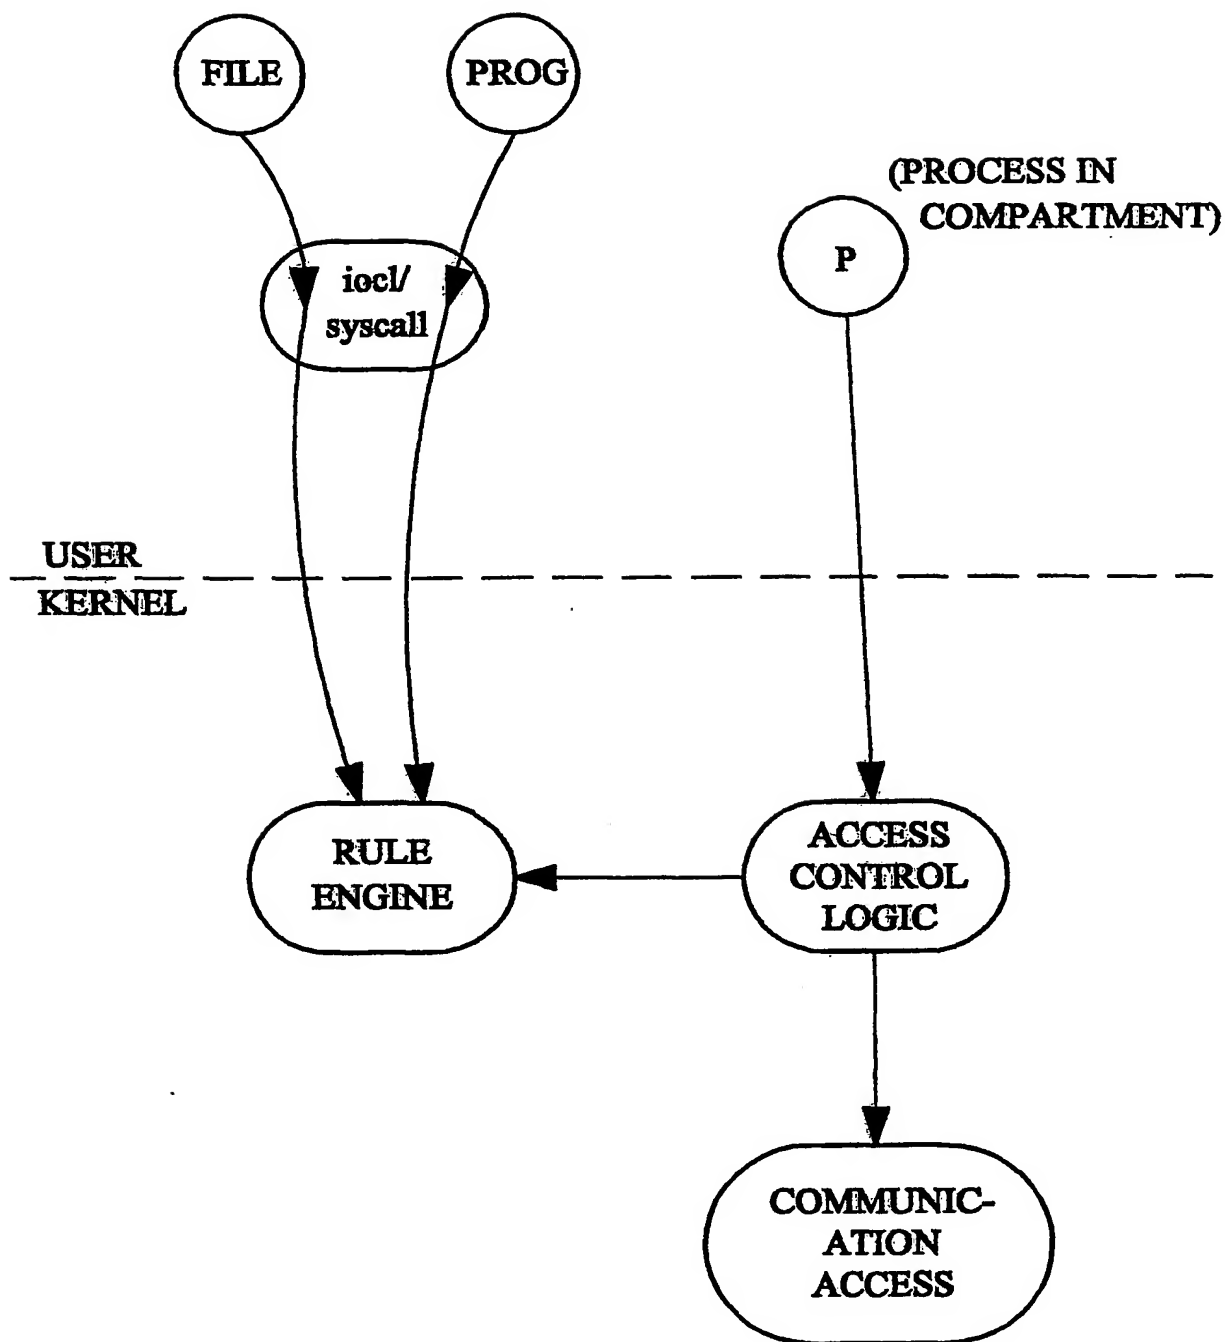 FILE
PROG
(PROCESS IN
COMPARTMENT)
P
iocl/
syscall
USER
KERNEL
RULE
ENGINE
ACCESS
CONTROL
LOGIC
COMMUNIC-
ATION
ACCESS